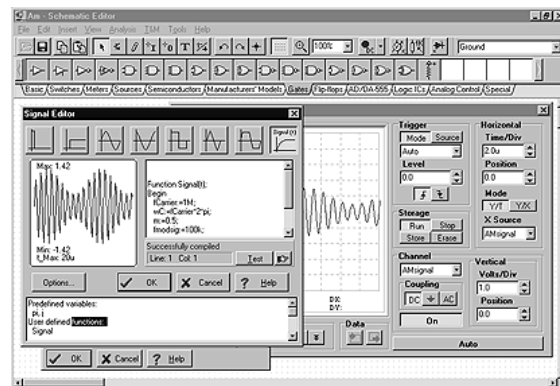 Am - Schematic Editor
File Edit Insert View Analysis T&M Tools Help
100%
Ground
Basic Switches Meters Sources Semiconductors Manufacturers' Models Gates Flip-flops AD/DA-555 Logic ICs Analog Control Special
Signal Editor
Signal (t)
Max: 1.42
Min: -1.42
t_Max: 20u
Function Signal(t);
Begin
fCarrier:=1M;
wC:=fCarrier*2*pi;
m:=0.5;
fmodsig:=100k;
Successfully compiled
Line: 1 Col: 1
Test
Options...
OK
Cancel
? Help
Predefined variables:
pi, j
User defined functions:
Signal
OK
Cancel
? Help
DX:
DY:
Data
Trigger
Mode Source
Auto
Level
0.0
Storage
Run Stop
Store Erase
Channel
AMsignal
Coupling
DC AC
On
Horizontal
Time/Div
2.0u
Position
0.0
Mode
Y/T Y/X
X Source
AMsignal
Vertical
Volts/Div
1.0
Position
0.0
Auto